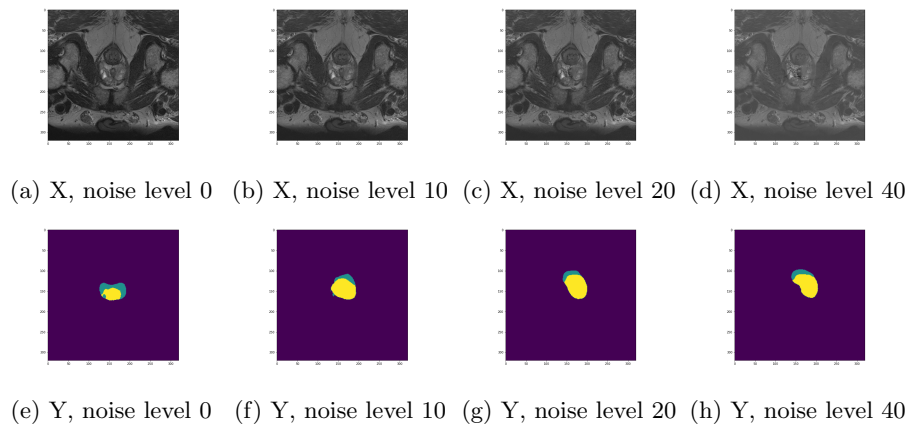 (a) X, noise level 0 (b) X, noise level 10 (c) X, noise level 20 (d) X, noise level 40
(e) Y, noise level 0 (f) Y, noise level 10 (g) Y, noise level 20 (h) Y, noise level 40